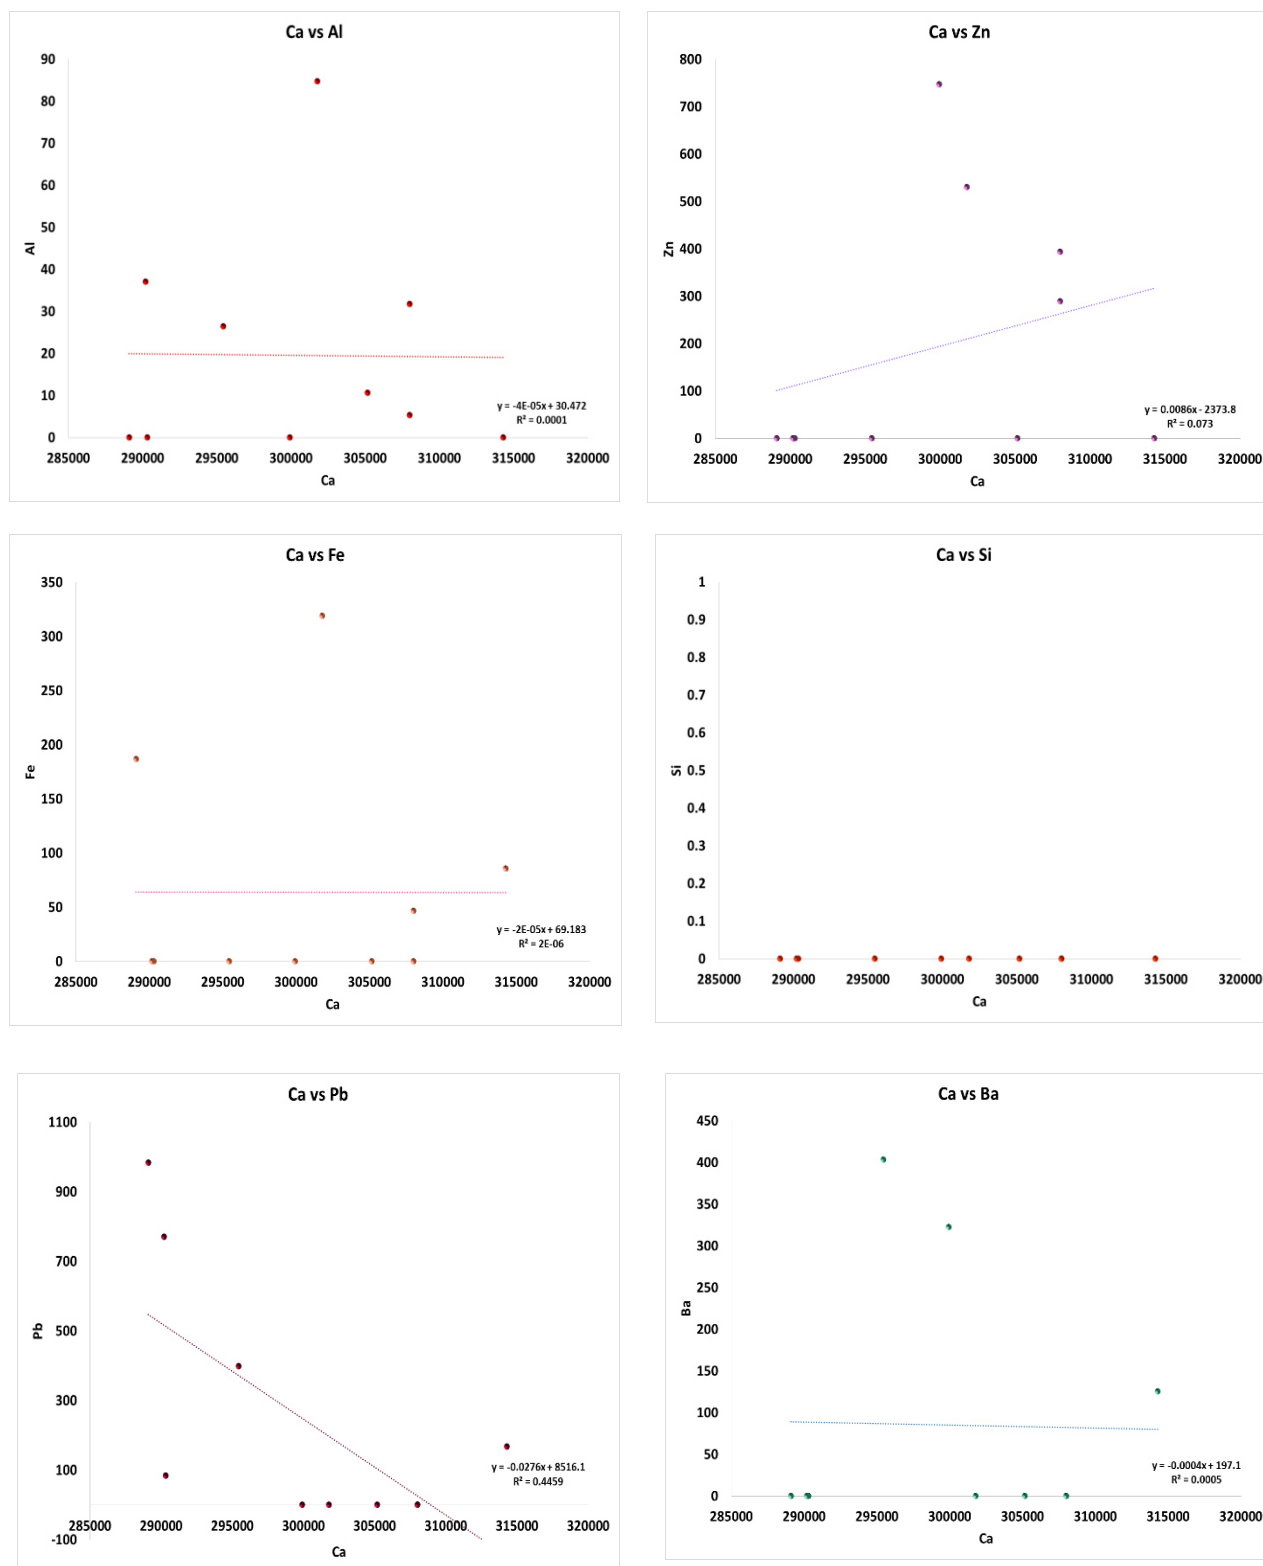 Ca vs Al
90
80
70
60
50
40
30
20
10
0
Al
y = -4E-05x + 30.472
R² = 0.0001
285000 290000 295000 300000 305000 310000 315000 320000
Ca
Ca vs Zn
800
700
600
500
400
300
200
100
0
Zn
y = 0.0086x - 2373.8
R² = 0.073
285000 290000 295000 300000 305000 310000 315000 320000
Ca
Ca vs Fe
350
300
250
200
150
100
50
0
Fe
y = -2E-05x + 69.183
R² = 2E-06
285000 290000 295000 300000 305000 310000 315000 320000
Ca
Ca vs Si
1
0.9
0.8
0.7
0.6
0.5
0.4
0.3
0.2
0.1
0
Si
285000 290000 295000 300000 305000 310000 315000 320000
Ca
Ca vs Pb
1100
900
700
500
300
100
-100
Pb
y = -0.0276x + 8516.1
R² = 0.4459
285000 290000 295000 300000 305000 310000 315000 320000
Ca
Ca vs Ba
450
400
350
300
250
200
150
100
50
0
Ba
y = -0.0004x + 197.1
R² = 0.0005
285000 290000 295000 300000 305000 310000 315000 320000
Ca